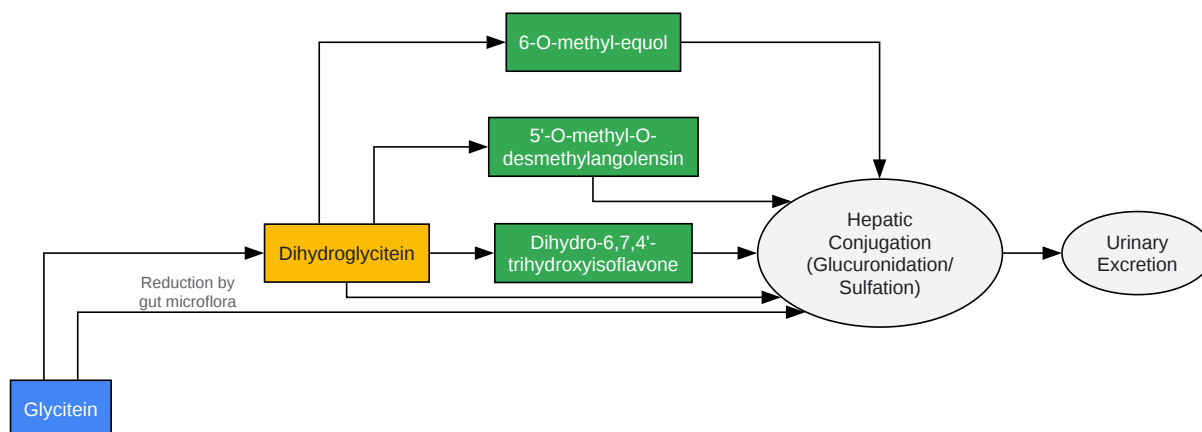 6-O-methyl-equol
5'-O-methyl-O-
desmethylangolensin
Hepatic
Conjugation
(Glucuronidation/
Sulfation)
Urinary
Excretion
Dihydroglycitein
Dihydro-6,7,4'-
trihydroxyisoflavone
Reduction by
gut microflora
Glycitein